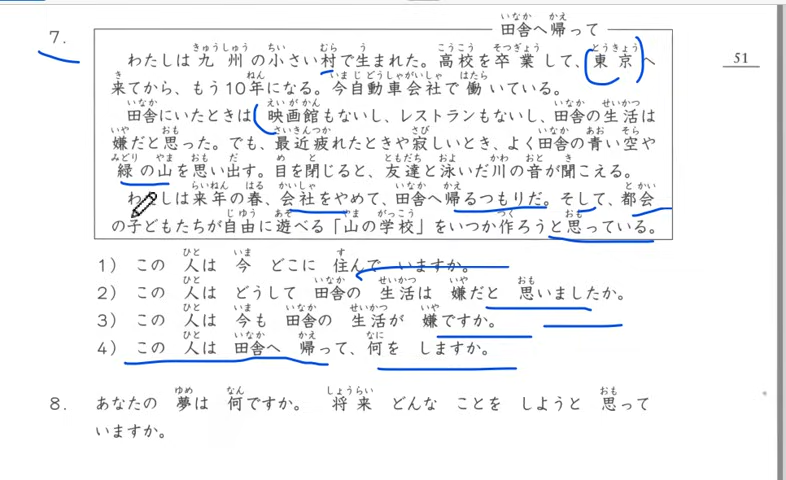 田舎へ帰って
7.
わたしは九州の小さい村で生まれた。高校を卒業して、東京へ
来てから、もう10年になる。今自動車会社で働いている。
田舎にいたときは、映画館もないし、レストランもないし、田舎の生活は
嫌だと思った。でも、最近疲れたときや寂しいとき、よく田舎の青い空や
緑の山を思い出す。目を閉じると、友達と泳いだ川の音が聞こえる。
わたしは来年の春、会社をやめて、田舎へ帰るつもりだ。そして、都会
の子どもたちが自由に遊べる「山の学校」をいつか作ろうと思っている。
51
1) この 人は 今 どこに 住んで いますか。
2) この 人は どうして 田舎の 生活は 嫌だと 思いましたか。
3) この 人は 今も 田舎の 生活が 嫌ですか。
4) この 人は 田舎へ 帰って、何を しますか。
8. あなたの 夢は 何ですか。 将来 どんな ことを しようと 思って
いますか。